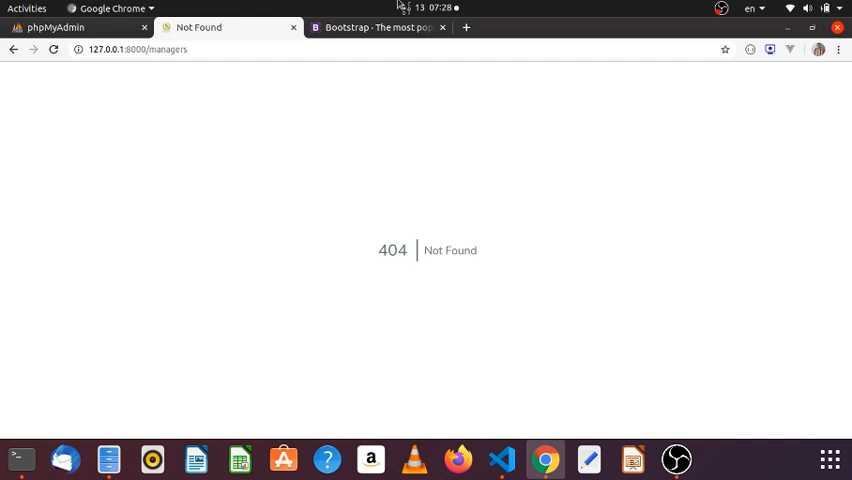 Activities
Google Chrome
13 07:28
en
phpMyAdmin
Not Found
Bootstrap · The most pop
127.0.0.1:8000/managers
404
Not Found